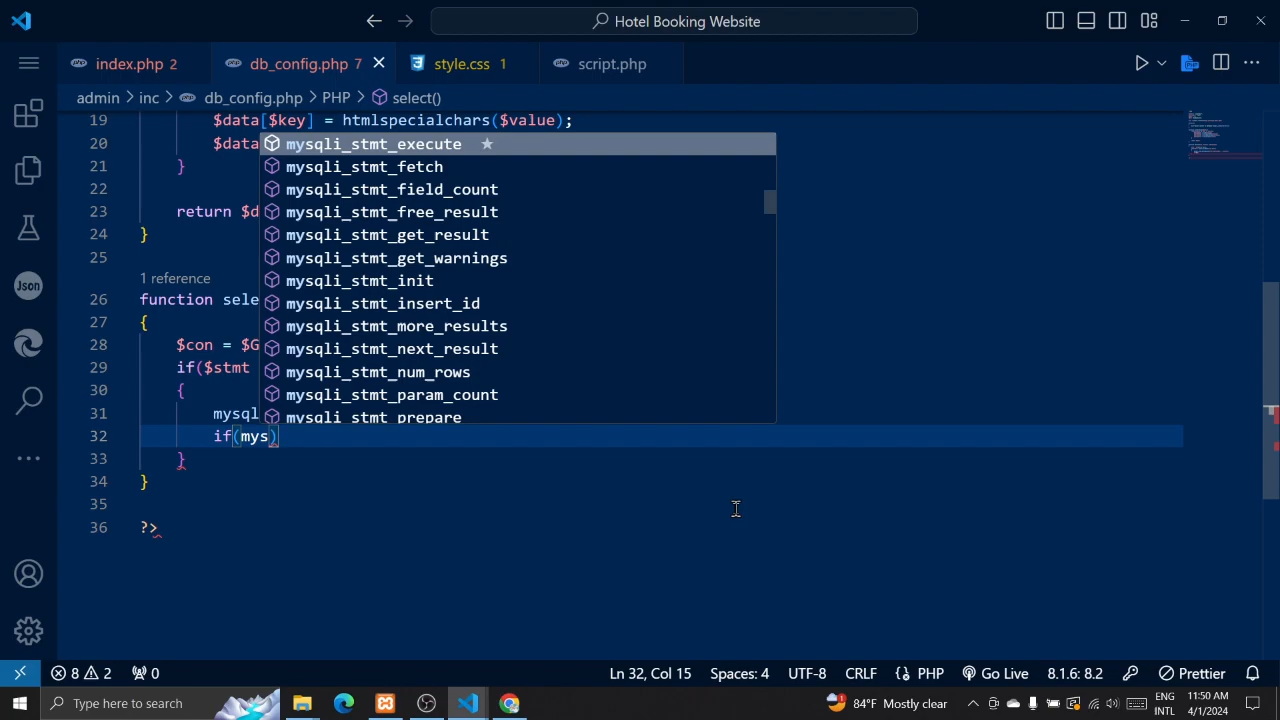 Hotel Booking Website
index.php 2
db_config.php 7
style.css 1
script.php
admin > inc > db_config.php > PHP > select()
19 $data[$key] = htmlspecialchars($value);
20 $data
21 }
22
23 return $d
24 }
25
1 reference
26 function sele
27 {
28 $con = $G
29 if($stmt
30 {
31 mysql
32 if(mys)
33 }
34 }
35
36 ?>
mysqli_stmt_execute
mysqli_stmt_fetch
mysqli_stmt_field_count
mysqli_stmt_free_result
mysqli_stmt_get_result
mysqli_stmt_get_warnings
mysqli_stmt_init
mysqli_stmt_insert_id
mysqli_stmt_more_results
mysqli_stmt_next_result
mysqli_stmt_num_rows
mysqli_stmt_param_count
mysqli_stmt_prepare
Json
8 2 0
Ln 32, Col 15 Spaces: 4 UTF-8 CRLF PHP Go Live 8.1.6: 8.2 Prettier
Type here to search
84°F Mostly clear
ENG
INTL
11:50 AM
4/1/2024